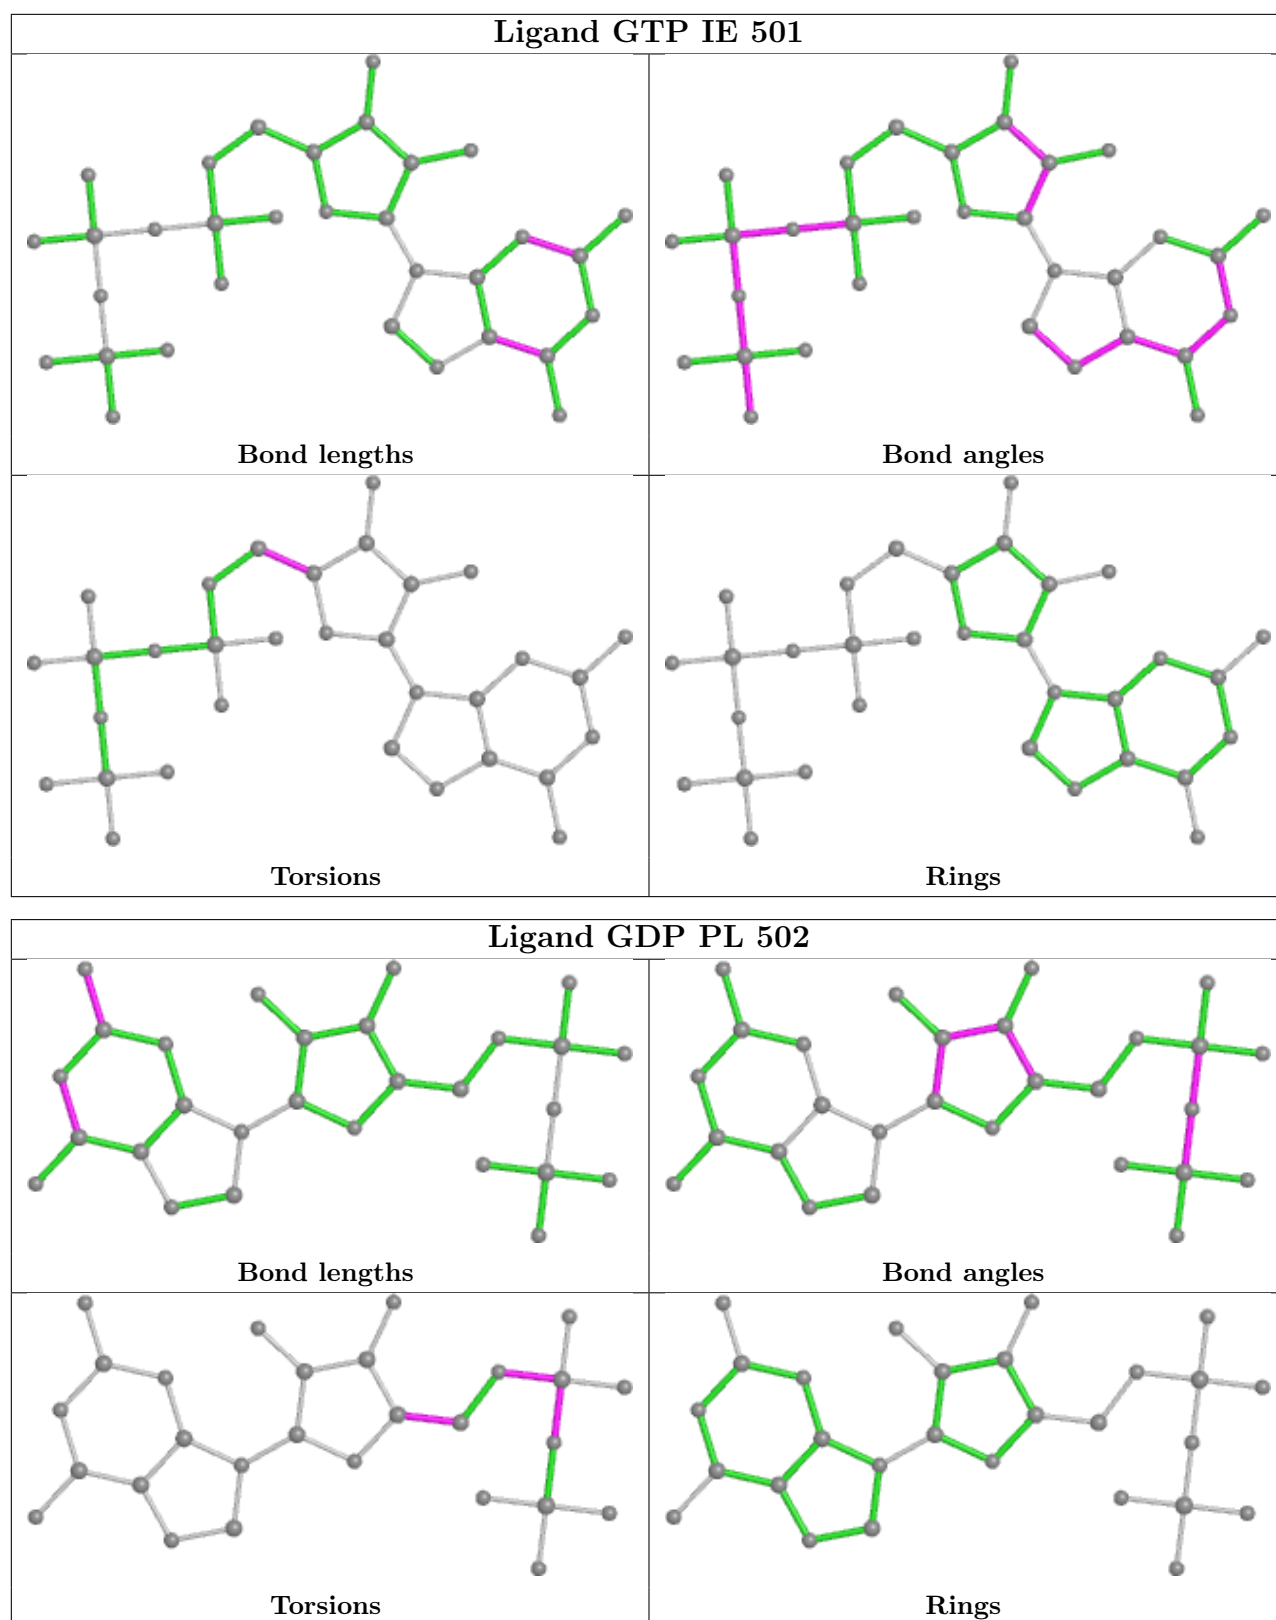 Ligand GTP IE 501
Bond lengths
Bond angles
Torsions
Rings
Ligand GDP PL 502
Bond lengths
Bond angles
Torsions
Rings